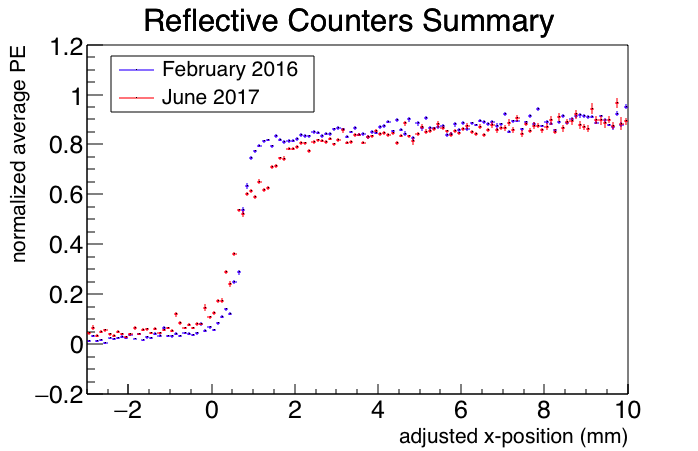 Reflective Counters Summary
normalized average PE
1.2
1
0.8
0.6
0.4
0.2
0
−0.2
February 2016
June 2017
−2 0 2 4 6 8 10
adjusted x-position (mm)